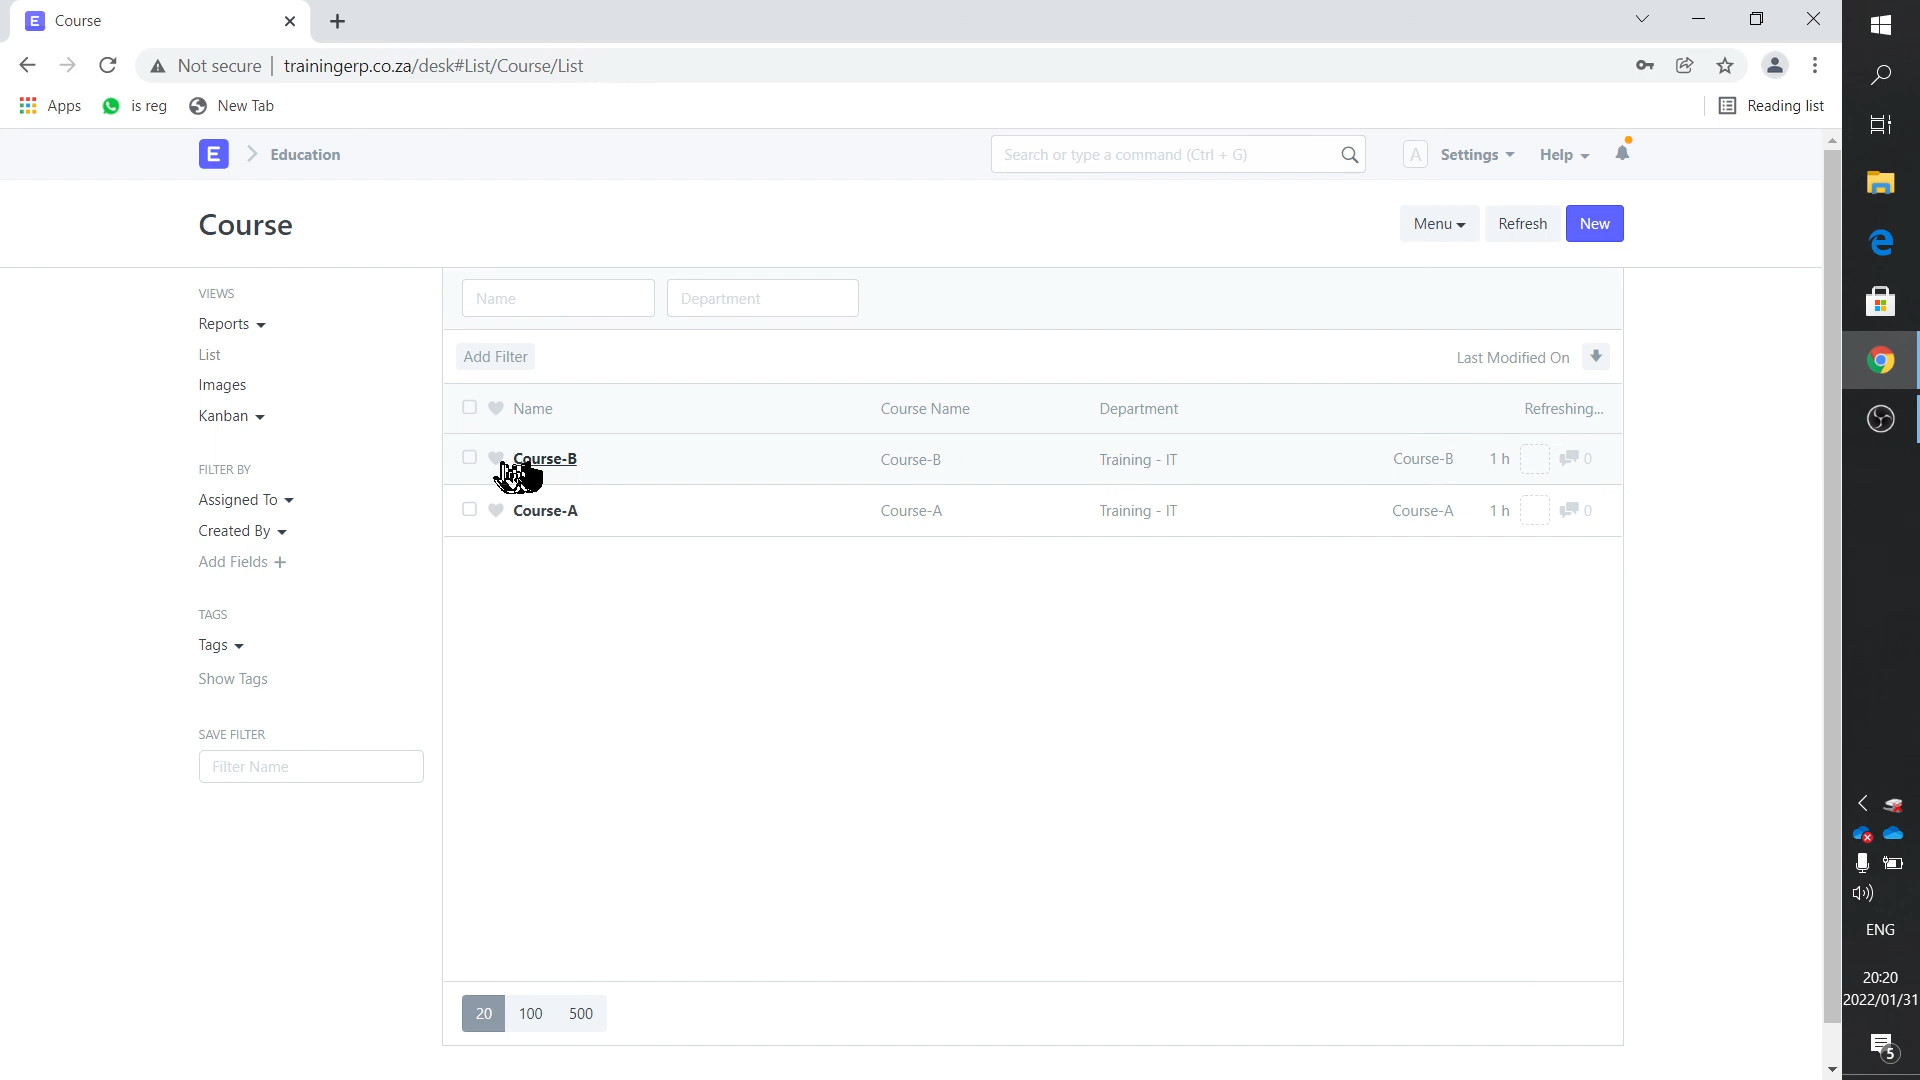 E Course
Not secure | trainingerp.co.za/desk#List/Course/List
Apps is reg New Tab Reading list
E Education Search or type a command (Ctrl + G) A Settings Help
Course Menu Refresh New
VIEWS
Reports
List
Images
Kanban
FILTER BY
Assigned To
Created By
Add Fields +
TAGS
Tags
Show Tags
SAVE FILTER
Filter Name
Name Department
Add Filter Last Modified On
Name Course Name Department Refreshing...
Course-B Course-B Training - IT Course-B 1 h 0
Course-A Course-A Training - IT Course-A 1 h 0
20 100 500
ENG
20:20
2022/01/31
5